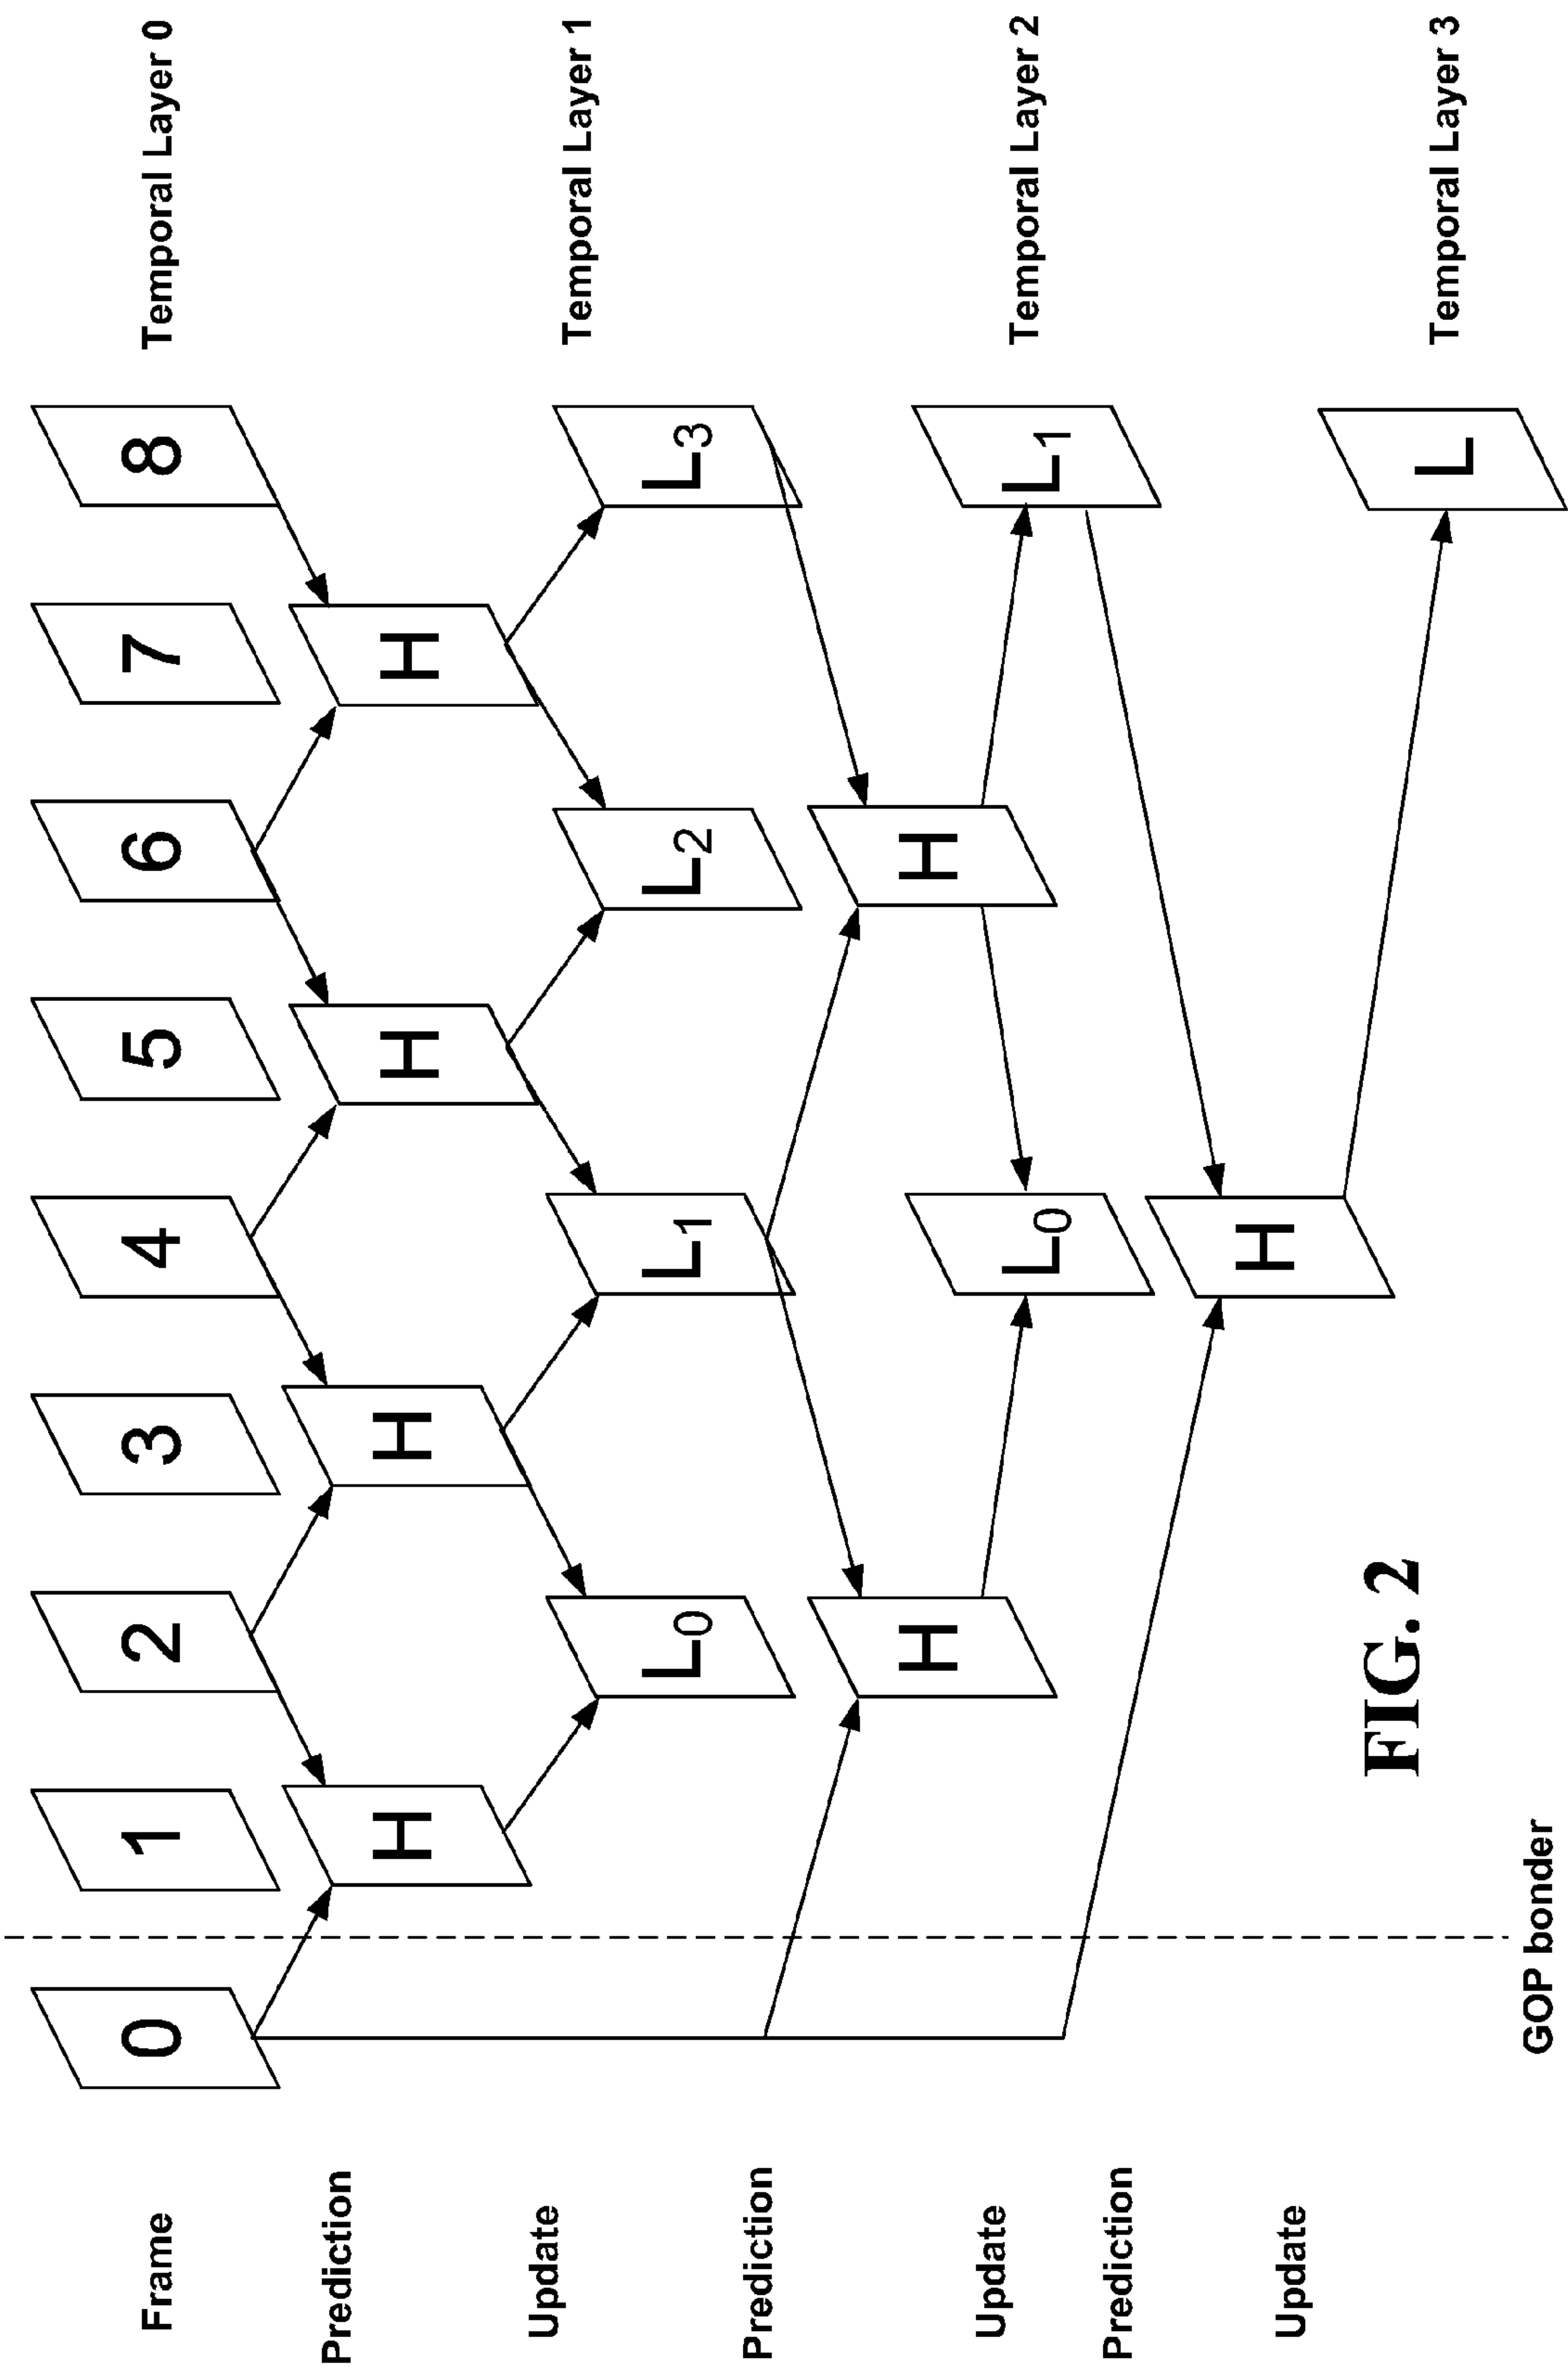 Frame 0 1 2 3 4 5 6 7 8 Temporal Layer 0
Prediction H H H H
Update L0 L1 L2 L3 Temporal Layer 1
Prediction H H
Update L0 L1 Temporal Layer 2
Prediction H
Update L Temporal Layer 3
FIG. 2
GOP bonder